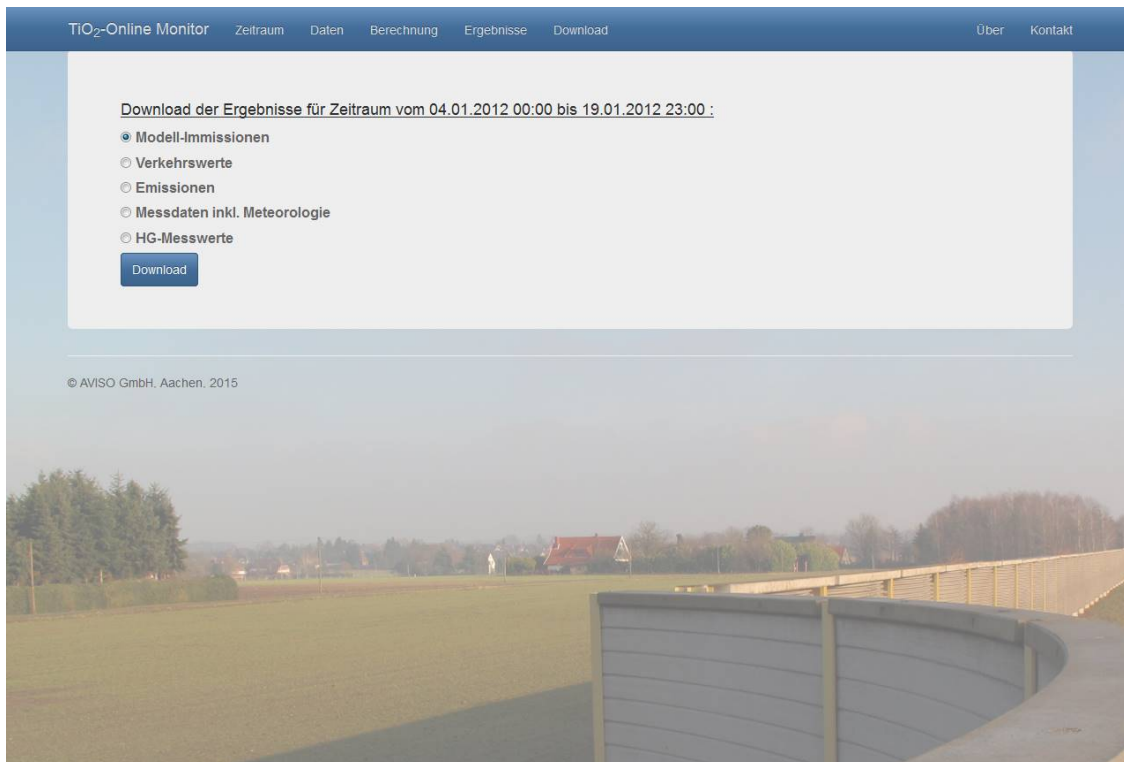 TiO₂-Online Monitor Zeitraum Daten Berechnung Ergebnisse Download Über Kontakt
Download der Ergebnisse für Zeitraum vom 04.01.2012 00:00 bis 19.01.2012 23:00 :
Modell-Immissionen
Verkehrswerte
Emissionen
Messdaten inkl. Meteorologie
HG-Messwerte
Download
© AVISO GmbH, Aachen, 2015